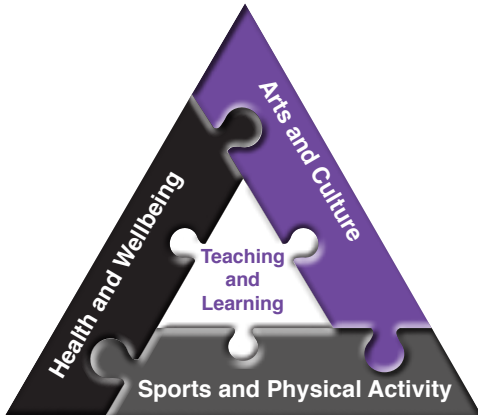 Arts and Culture
Health and Wellbeing
Teaching
and
Learning
Sports and Physical Activity